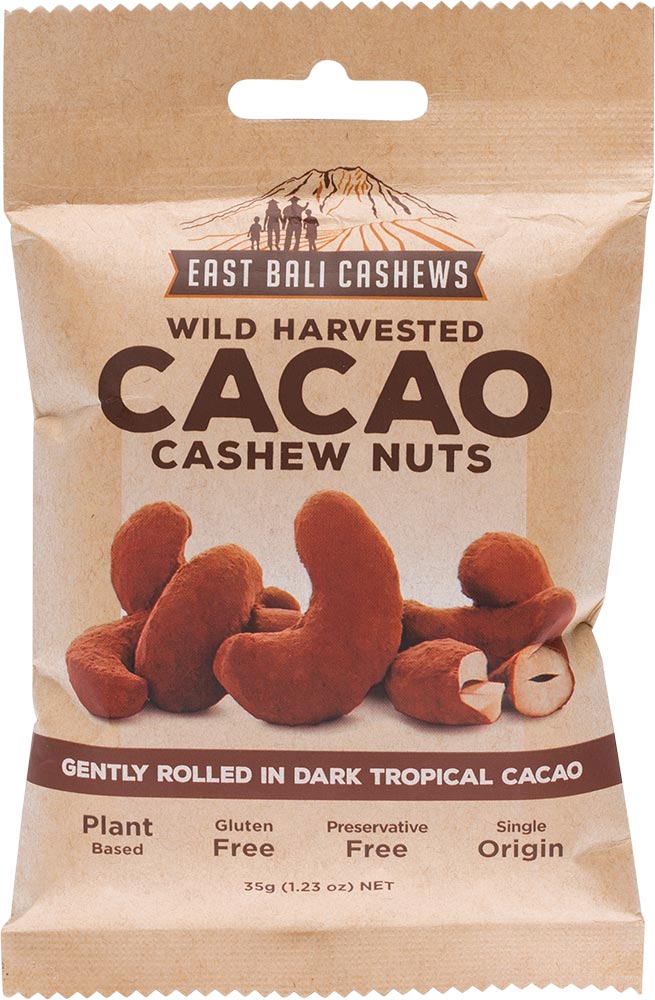 EAST BALI CASHEWS
WILD HARVESTED
CACAO
CASHEW NUTS
GENTLY ROLLED IN DARK TROPICAL CACAO
Plant
Based
Gluten
Free
Preservative
Free
Single
Origin
35g (1.23 oz) NET